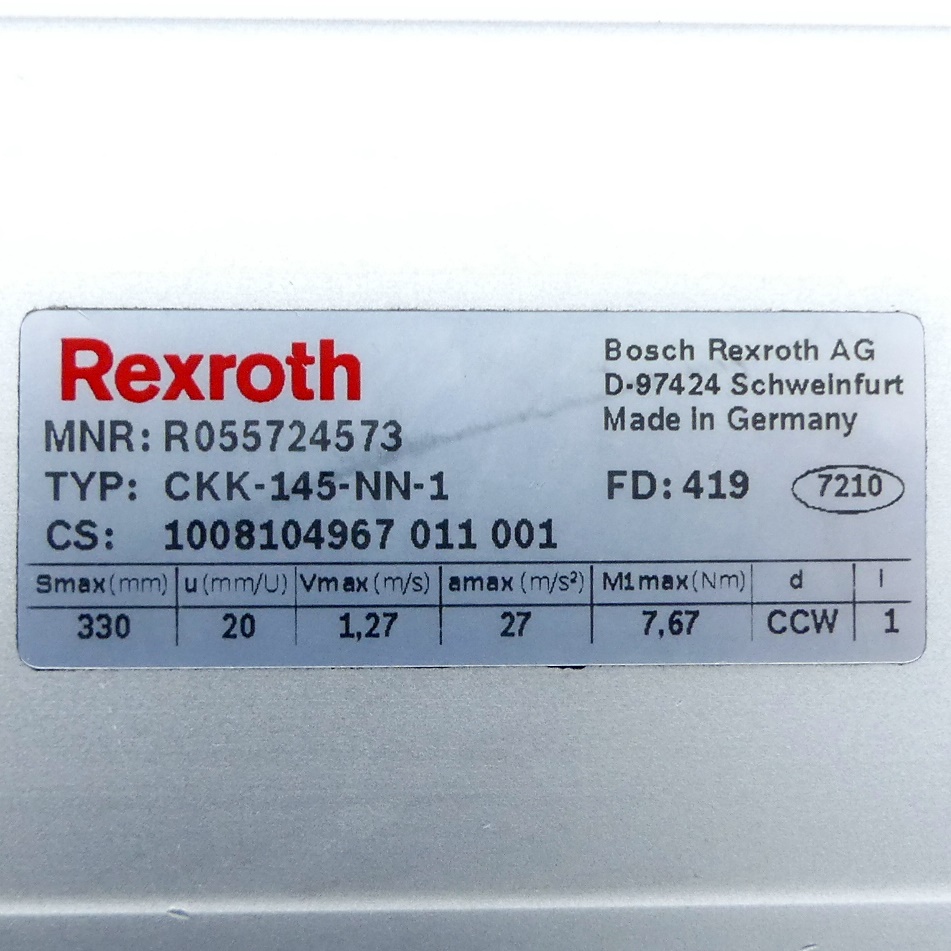 Rexroth
Bosch Rexroth AG
D-97424 Schweinfurt
Made in Germany
MNR: R055724573
TYP: CKK-145-NN-1
FD: 419 7210
CS: 1008104967 011 001
Smax(mm) u(mm/U) Vmax(m/s) amax(m/s²) M1max(Nm) d i
330 20 1,27 27 7,67 CCW 1